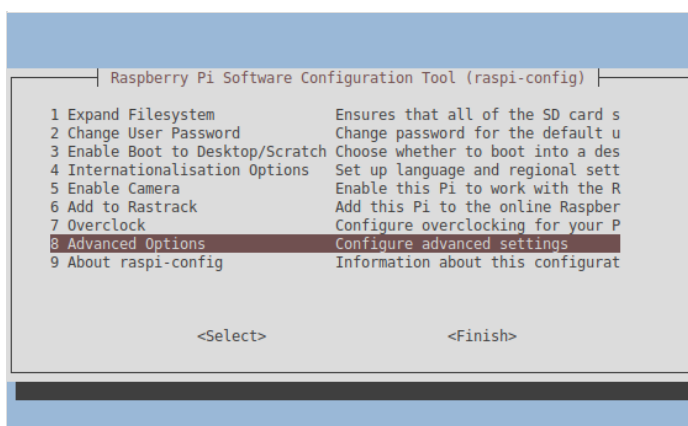 Raspberry Pi Software Configuration Tool (raspi-config)
1 Expand Filesystem Ensures that all of the SD card s
2 Change User Password Change password for the default u
3 Enable Boot to Desktop/Scratch Choose whether to boot into a des
4 Internationalisation Options Set up language and regional sett
5 Enable Camera Enable this Pi to work with the R
6 Add to Rastrack Add this Pi to the online Raspber
7 Overclock Configure overclocking for your P
8 Advanced Options Configure advanced settings
9 About raspi-config Information about this configurat
<Select> <Finish>